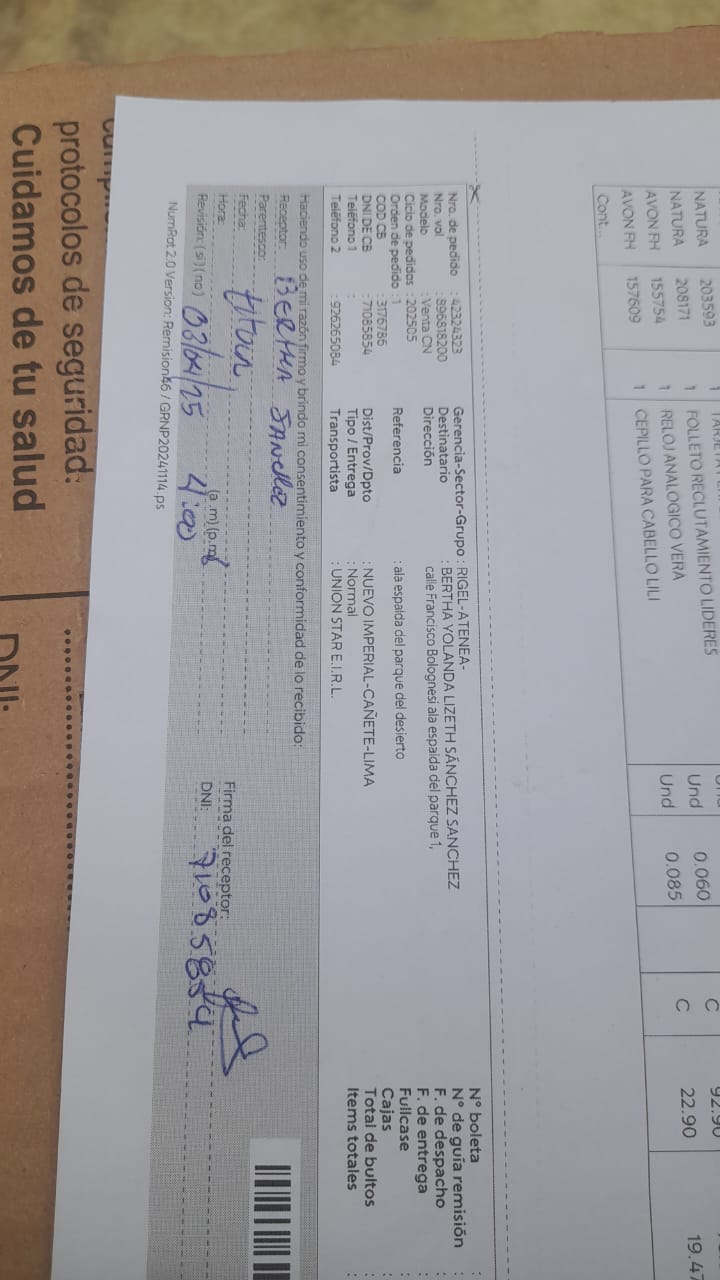 NATURA 203593 1 FOLLETO RECLUTAMIENTO LIDERES Und 0.060 C 22.90 19.47
NATURA 208171 1 RELOJ ANALOGICO VERA Und 0.085 C
AVON FH 155754 1 CEPILLO PARA CABELLO LILI
AVON FH 157609 1
Cont.:
Nro. de pedido : 42324323 Gerencia-Sector-Grupo : RIGEL-ATENEA- N° boleta :
Nro. val : 896818200 Destinatario : BERTHA YOLANDA LIZETH SÁNCHEZ SANCHEZ N° de guía remisión :
Modelo : Venta CN Dirección calle Francisco Bolognesi ala espalda del parque 1, F. de despacho :
Ciclo de pedidos : 202505 F. de entrega :
Orden de pedido : 1 Referencia : ala espalda del parque del desierto Fullcase :
COD CB : 3176786 Cajas :
DNI DE CB : 71085854 Dist/Prov/Dpto : NUEVO IMPERIAL-CAÑETE-LIMA Total de bultos :
Teléfono 1 : Tipo / Entrega : Normal Items totales :
Teléfono 2 : 926265084 Transportista : UNION STAR E.I.R.L.
Haciendo uso de mi razón firmo y brindo mi consentimiento y conformidad de lo recibido:
Receptor: BERTHA SANCHEZ
Parentesco: titular
Fecha: Firma del receptor:
Hora: (a.m)(p.m) DNI: 71085854
Revisión: (si) (no) 03/04/25 4:00
NumRot 2.0 Version: Remision46 / GRNP20241114.ps
protocolos de seguridad:
Cuidamos de tu salud
DNI: